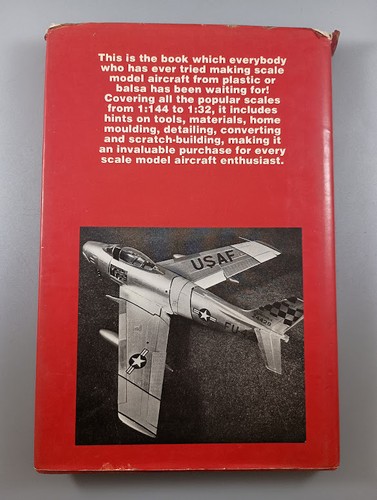 This is the book which everybody
who has ever tried making scale
model aircraft from plastic or
balsa has been waiting for!
Covering all the popular scales
from 1:144 to 1:32, it includes
hints on tools, materials, home
moulding, detailing, converting
and scratch-building, making it
an invaluable purchase for every
scale model aircraft enthusiast.
USAF
FU